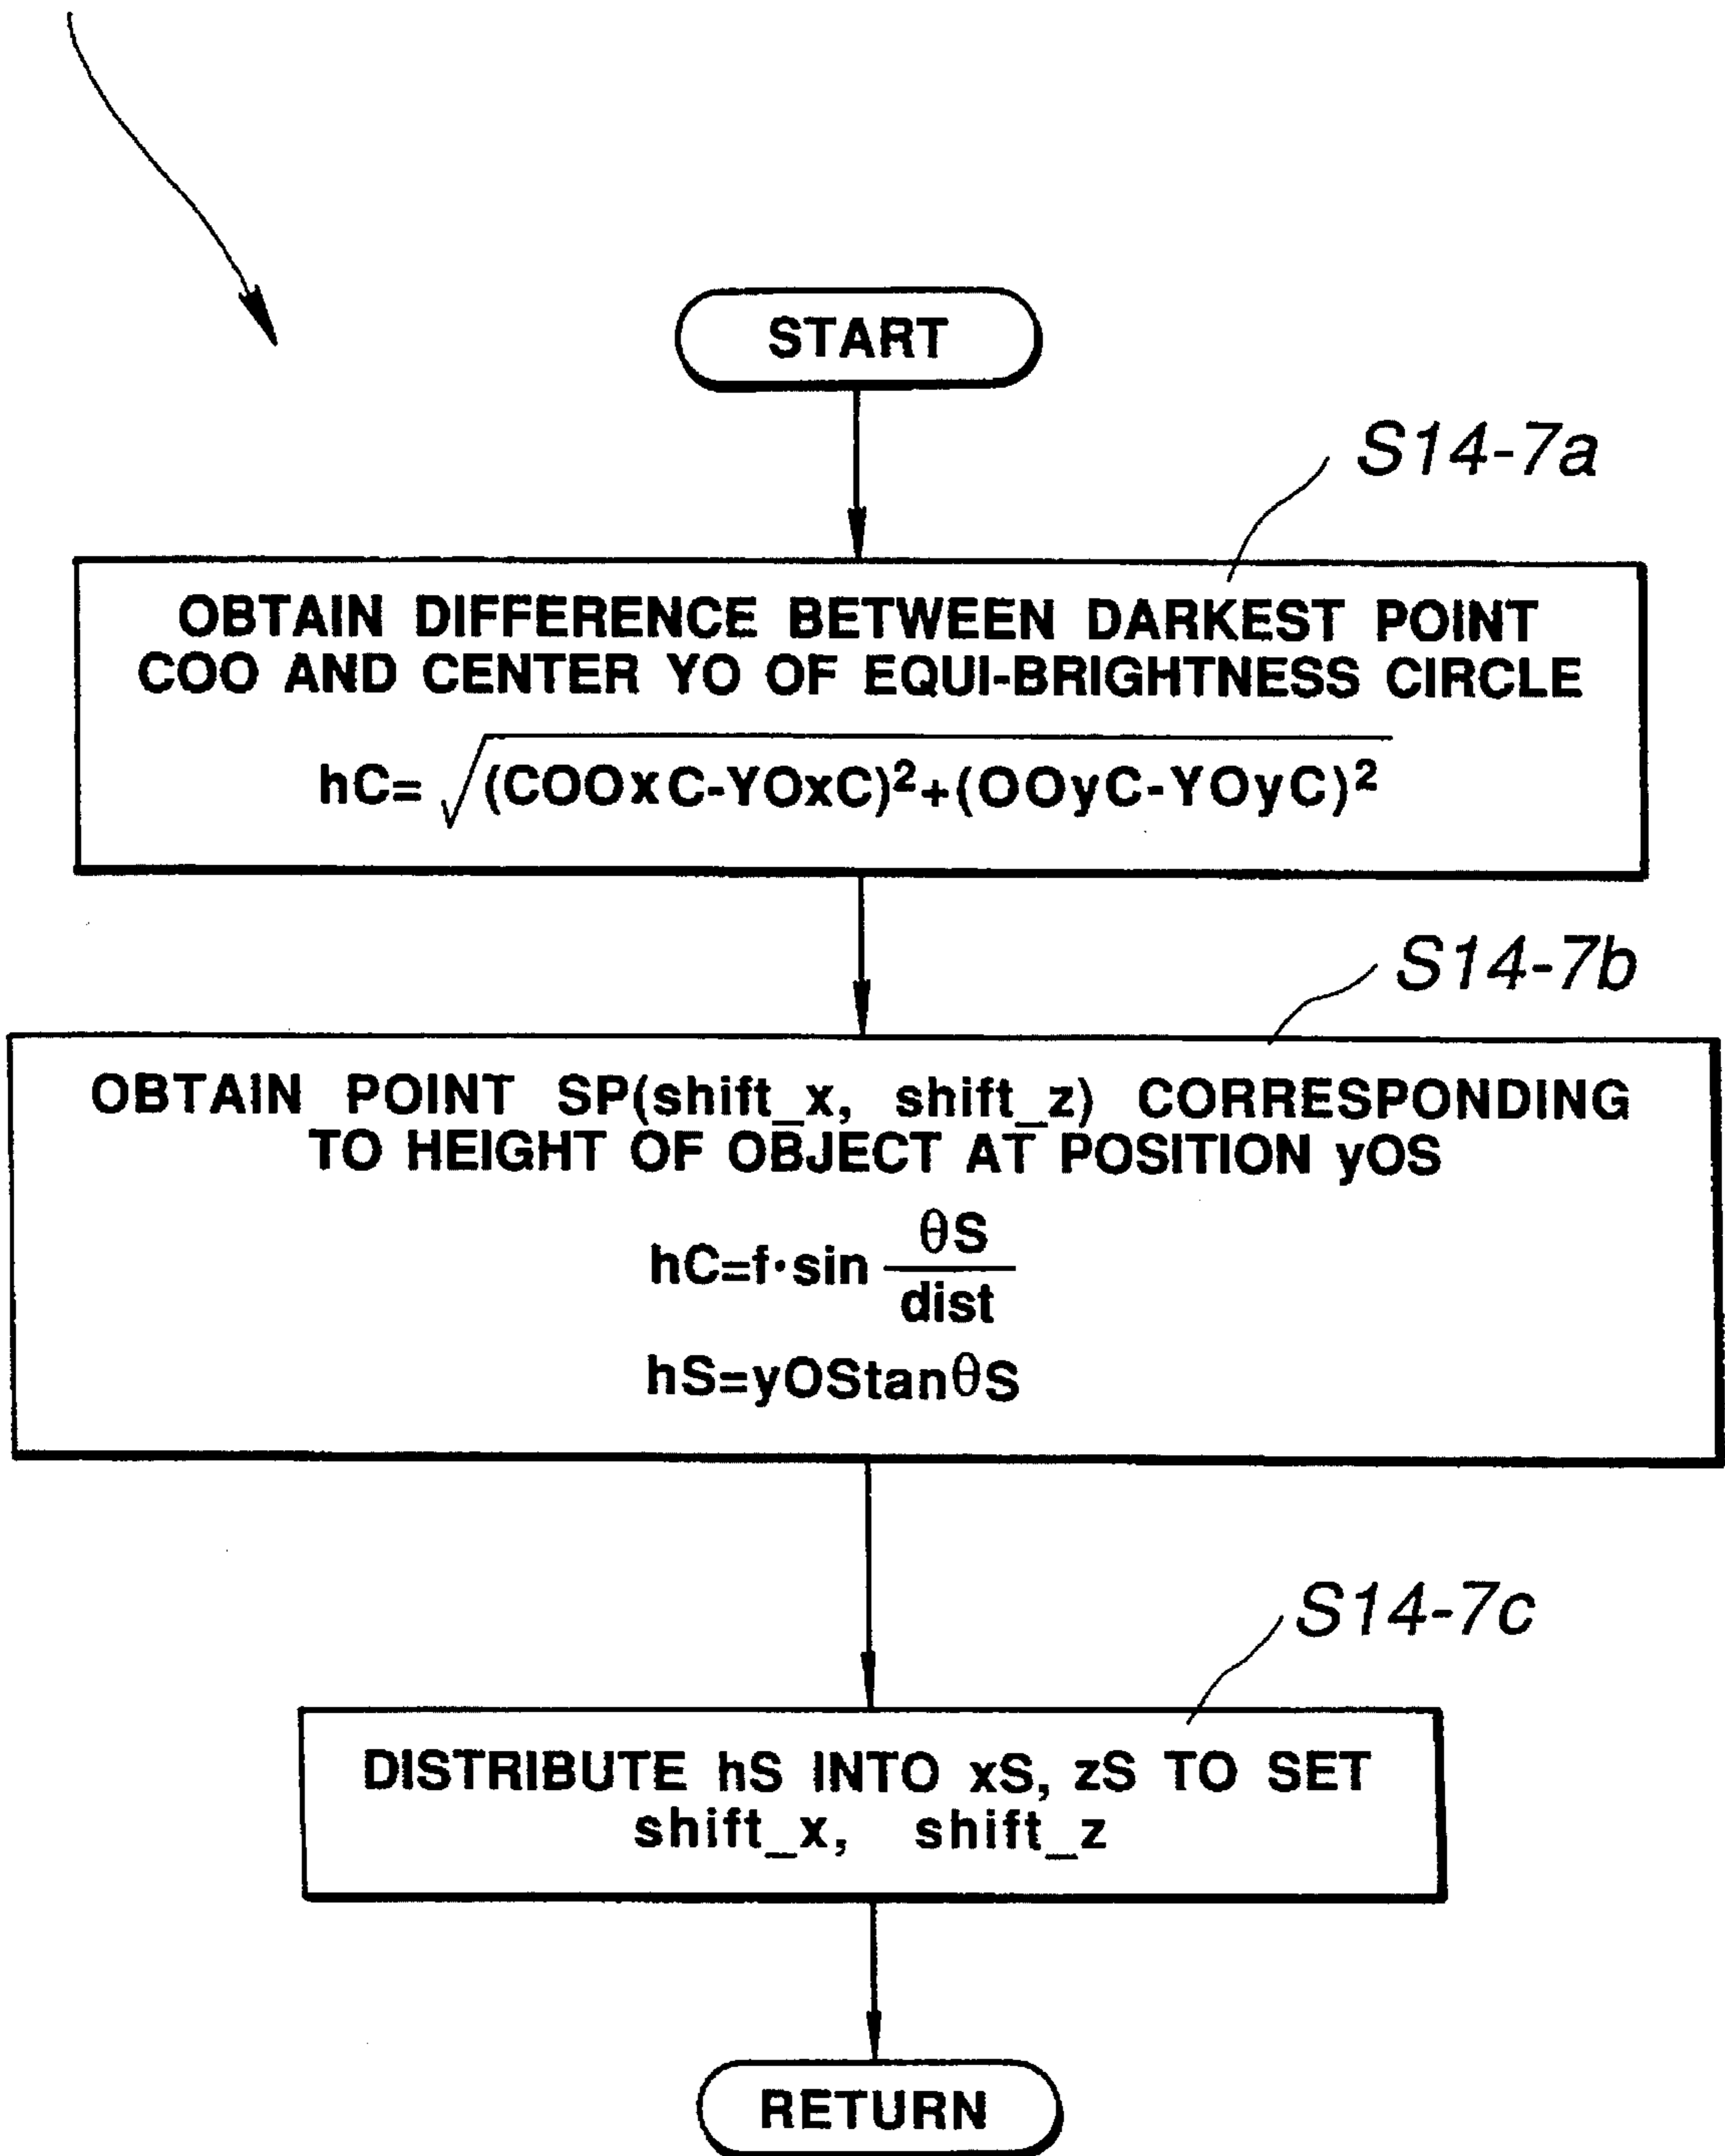 START
S14-7a
OBTAIN DIFFERENCE BETWEEN DARKEST POINT
COO AND CENTER YO OF EQUI-BRIGHTNESS CIRCLE
hC= √(COOxC-YOxC)²+(OOyC-YOyC)²
S14-7b
OBTAIN POINT SP(shift_x, shift_z) CORRESPONDING
TO HEIGHT OF OBJECT AT POSITION yOS
hC=f·sin θS/dist
hS=yOStanθS
S14-7c
DISTRIBUTE hS INTO xS, zS TO SET
shift_x, shift_z
RETURN